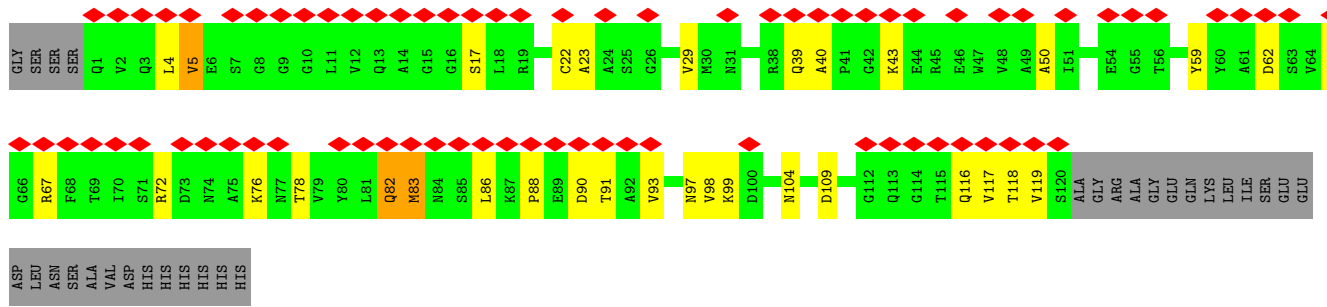 GLY SER SER SER Q1 V2 Q3 L4 V5 E6 S7 G8 G9 G10 L11 V12 Q13 A14 G15 G16 S17 L18 R19 C22 A23 A24 S25 G26 V29 M30 N31 R38 Q39 A40 P41 G42 K43 E44 R45 E46 W47 V48 A49 A50 I51 E54 G55 T56 Y59 Y60 A61 D62 S63 V64
G66 R67 F68 T69 I70 S71 R72 D73 N74 A75 K76 N77 T78 V79 Y80 L81 Q82 M83 N84 S85 L86 K87 P88 E89 D90 T91 A92 V93 N97 V98 K99 D100 N104 D109 G112 Q113 G114 T115 Q116 V117 T118 V119 S120 ALA GLY ARG ALA GLY GLU GLN LYS LEU ILE SER GLU GLU
ASP LEU ASN SER ALA VAL ASP HIS HIS HIS HIS HIS HIS